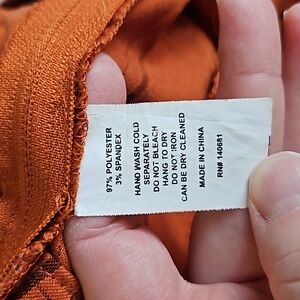 97% POLYESTER
3% SPANDEX
HAND WASH COLD
SEPARATELY
DO NOT BLEACH
HANG TO DRY
DO NOT IRON
CAN BE DRY CLEANED
MADE IN CHINA
RN# 140681